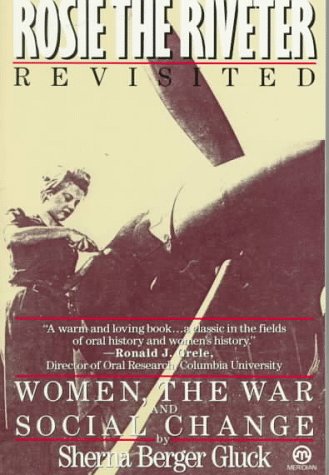 ROSIE THE RIVETER
REVISITED
"A warm and loving book...a classic in the fields
of oral history and women's history."
—Ronald J. Grele,
Director of Oral Research, Columbia University
WOMEN, THE WAR
AND
SOCIAL CHANGE
by
Sherna Berger Gluck
MERIDIAN